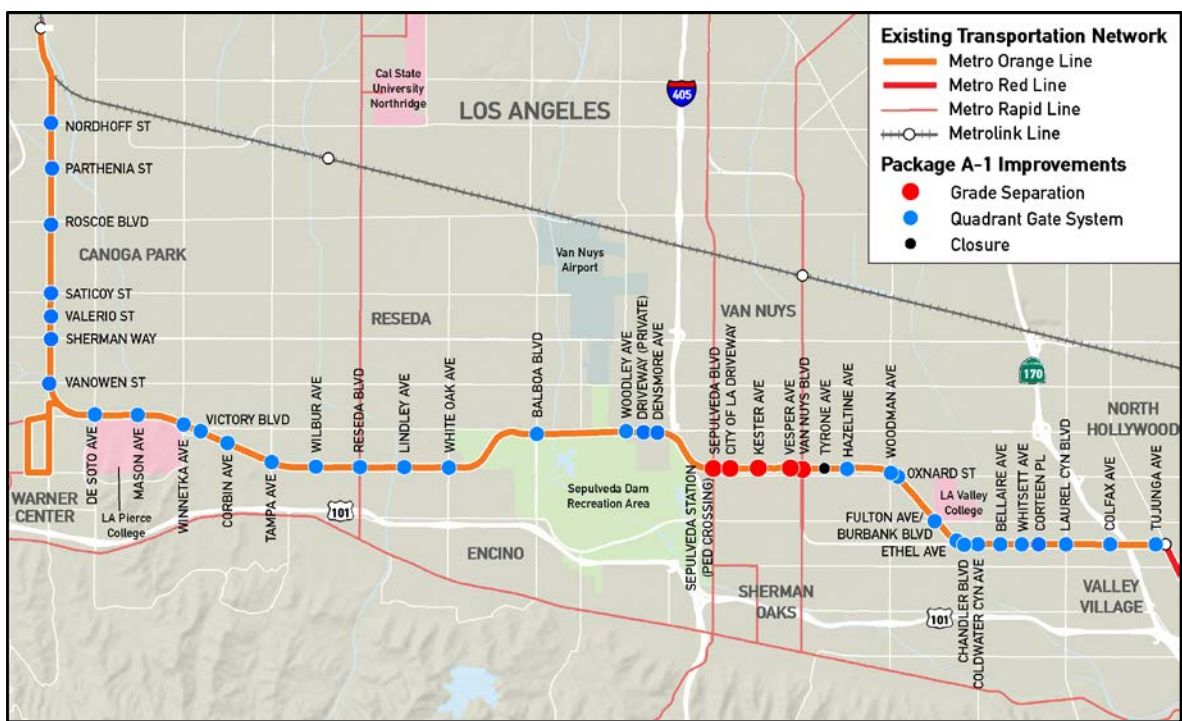 Existing Transportation Network
Metro Orange Line
Metro Red Line
Metro Rapid Line
Metrolink Line
Package A-1 Improvements
Grade Separation
Quadrant Gate System
Closure
Cal State
University
Northridge
LOS ANGELES
405
NORDHOFF ST
PARTHENIA ST
ROSCOE BLVD
CANOGA PARK
SATICOY ST
VALERIO ST
SHERMAN WAY
VANOWEN ST
Van Nuys
Airport
RESEDA
VAN NUYS
170
NORTH
HOLLYWOOD
WARNER
CENTER
DE SOTO AVE
MASON AVE
LA Pierce
College
WINNETKA AVE
VICTORY BLVD
CORBIN AVE
TAMPA AVE
WILBUR AVE
RESEDA BLVD
LINDLEY AVE
WHITE OAK AVE
BALBOA BLVD
WOODLEY AVE
DRIVEWAY (PRIVATE)
DENSMORE AVE
SEPULVEDA STATION
(PED CROSSING)
SEPULVEDA BLVD
CITY OF LA DRIVEWAY
KESTER AVE
VESPER AVE
VAN NUYS BLVD
TYRONE AVE
HAZELTINE AVE
WOODMAN AVE
OXNARD ST
LA Valley
College
FULTON AVE/
BURBANK BLVD
ETHEL AVE
CHANDLER BLVD
COLDWATER CYN AVE
BELLAIRE AVE
WHITSETT AVE
CORTEEN PL
LAUREL CYN BLVD
COLFAX AVE
TUJUNGA AVE
101
Sepulveda Dam
Recreation Area
ENCINO
SHERMAN
OAKS
101
VALLEY
VILLAGE